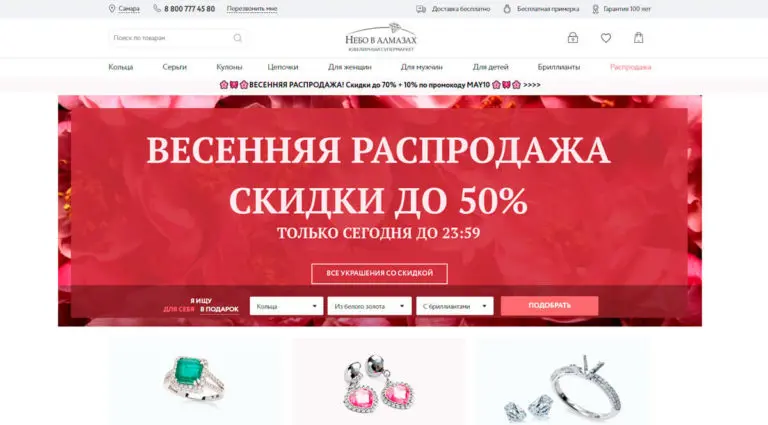 Самара 8 800 777 45 80 Перезвонить мне Доставка бесплатно Бесплатная примерка Гарантия 100 лет
Поиск по товарам
НЕБО В АЛМАЗАХ
ЮВЕЛИРНЫЙ СУПЕРМАРКЕТ
Кольца Серьги Кулоны Цепочки Для женщин Для мужчин Для детей Бриллианты Распродажа
ВЕСЕННЯЯ РАСПРОДАЖА! Скидки до 70% + 10% по промокоду MAY10 >>>>
ВЕСЕННЯЯ РАСПРОДАЖА
СКИДКИ ДО 50%
ТОЛЬКО СЕГОДНЯ ДО 23:59
ВСЕ УКРАШЕНИЯ СО СКИДКОЙ
Я ИЩУ
ДЛЯ СЕБЯ В ПОДАРОК
Кольца Из белого золота С бриллиантами ПОДОБРАТЬ